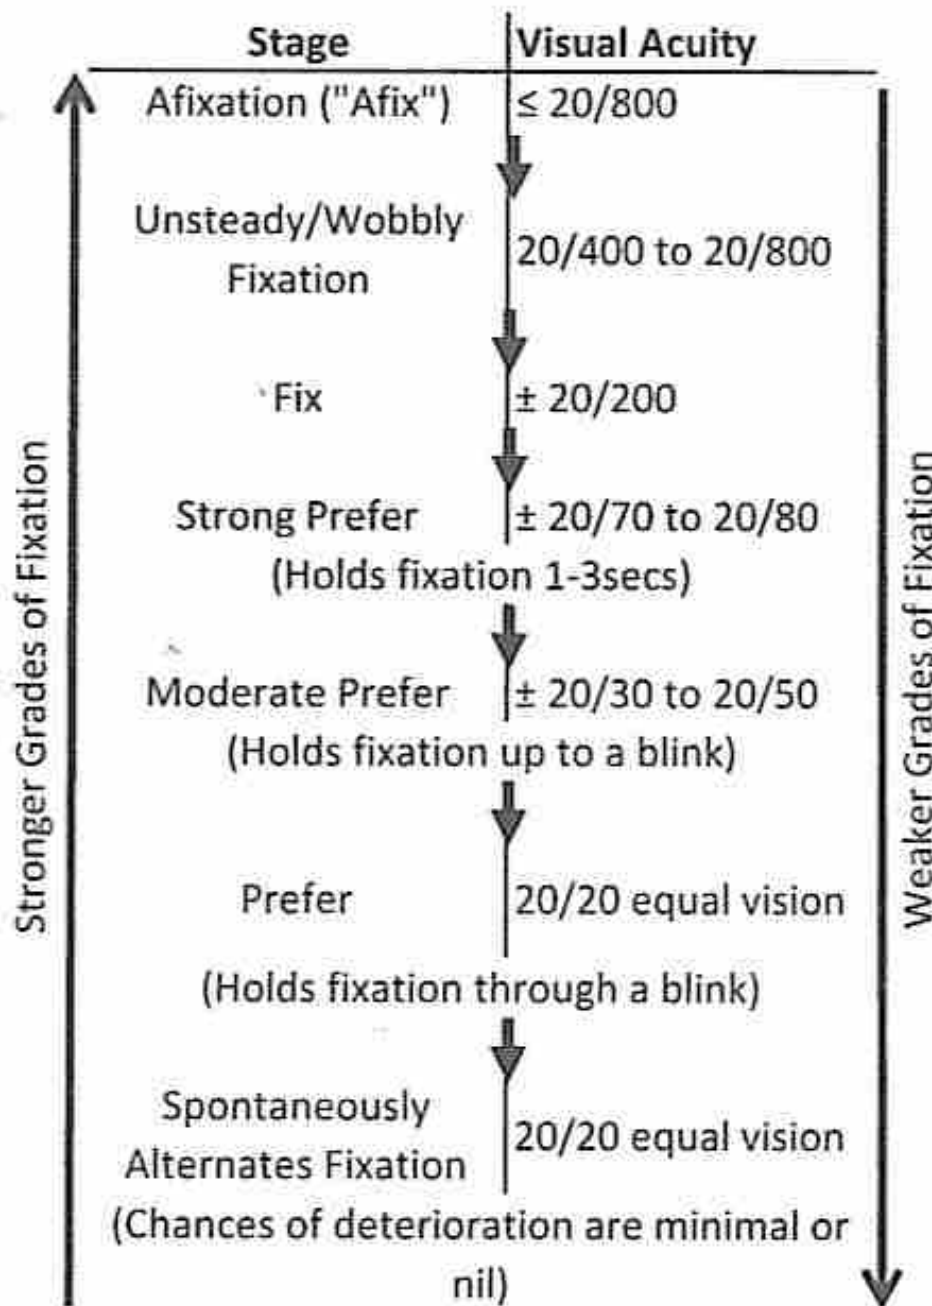 Stage Visual Acuity
Afixation ("Afix") ≤ 20/800
Unsteady/Wobbly
Fixation
20/400 to 20/800
Fix ± 20/200
Strong Prefer ± 20/70 to 20/80
(Holds fixation 1-3secs)
Moderate Prefer ± 20/30 to 20/50
(Holds fixation up to a blink)
Prefer 20/20 equal vision
(Holds fixation through a blink)
Spontaneously
Alternates Fixation
20/20 equal vision
(Chances of deterioration are minimal or
nil)
Stronger Grades of Fixation
Weaker Grades of Fixation